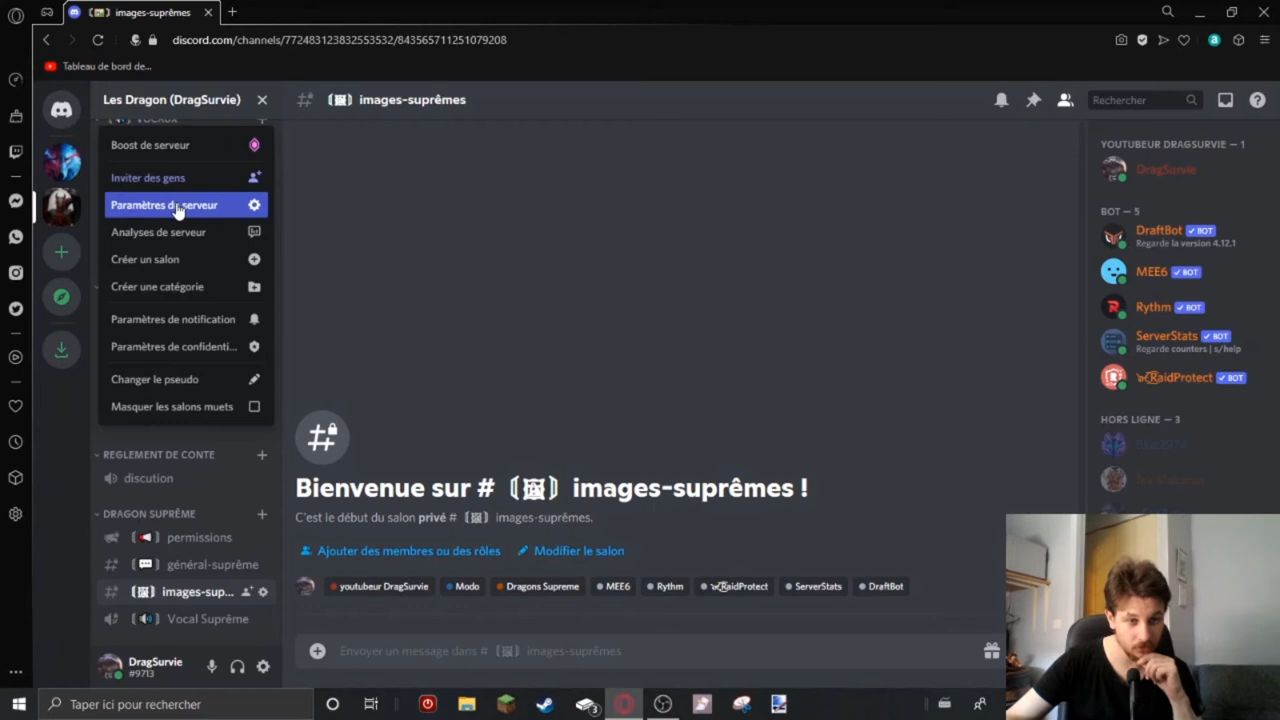 images-suprêmes
discord.com/channels/772483123832553532/843565711251079208
Tableau de bord de...
Les Dragon (DragSurvie)
images-suprêmes
Rechercher
VOCAUX
Boost de serveur
Inviter des gens
Paramètres du serveur
Analyses de serveur
Créer un salon
Créer une catégorie
Paramètres de notification
Paramètres de confidenti...
Changer le pseudo
Masquer les salons muets
REGLEMENT DE CONTE
discution
DRAGON SUPRÊME
permissions
général-suprême
images-sup...
Vocal Suprême
DragSurvie
#9713
Bienvenue sur # images-suprêmes !
C'est le début du salon privé # images-suprêmes.
Ajouter des membres ou des rôles
Modifier le salon
youtubeur DragSurvie
Modo
Dragons Supreme
MEE6
Rythm
RaidProtect
ServerStats
DraftBot
Envoyer un message dans # images-suprêmes
YOUTUBEUR DRAGSURVIE — 1
DragSurvie
BOT — 5
DraftBot BOT
Regarde la version 4.12.1
MEE6 BOT
Rythm BOT
ServerStats BOT
Regarde counters | s/help
RaidProtect BOT
HORS LIGNE — 3
Taper ici pour rechercher
3